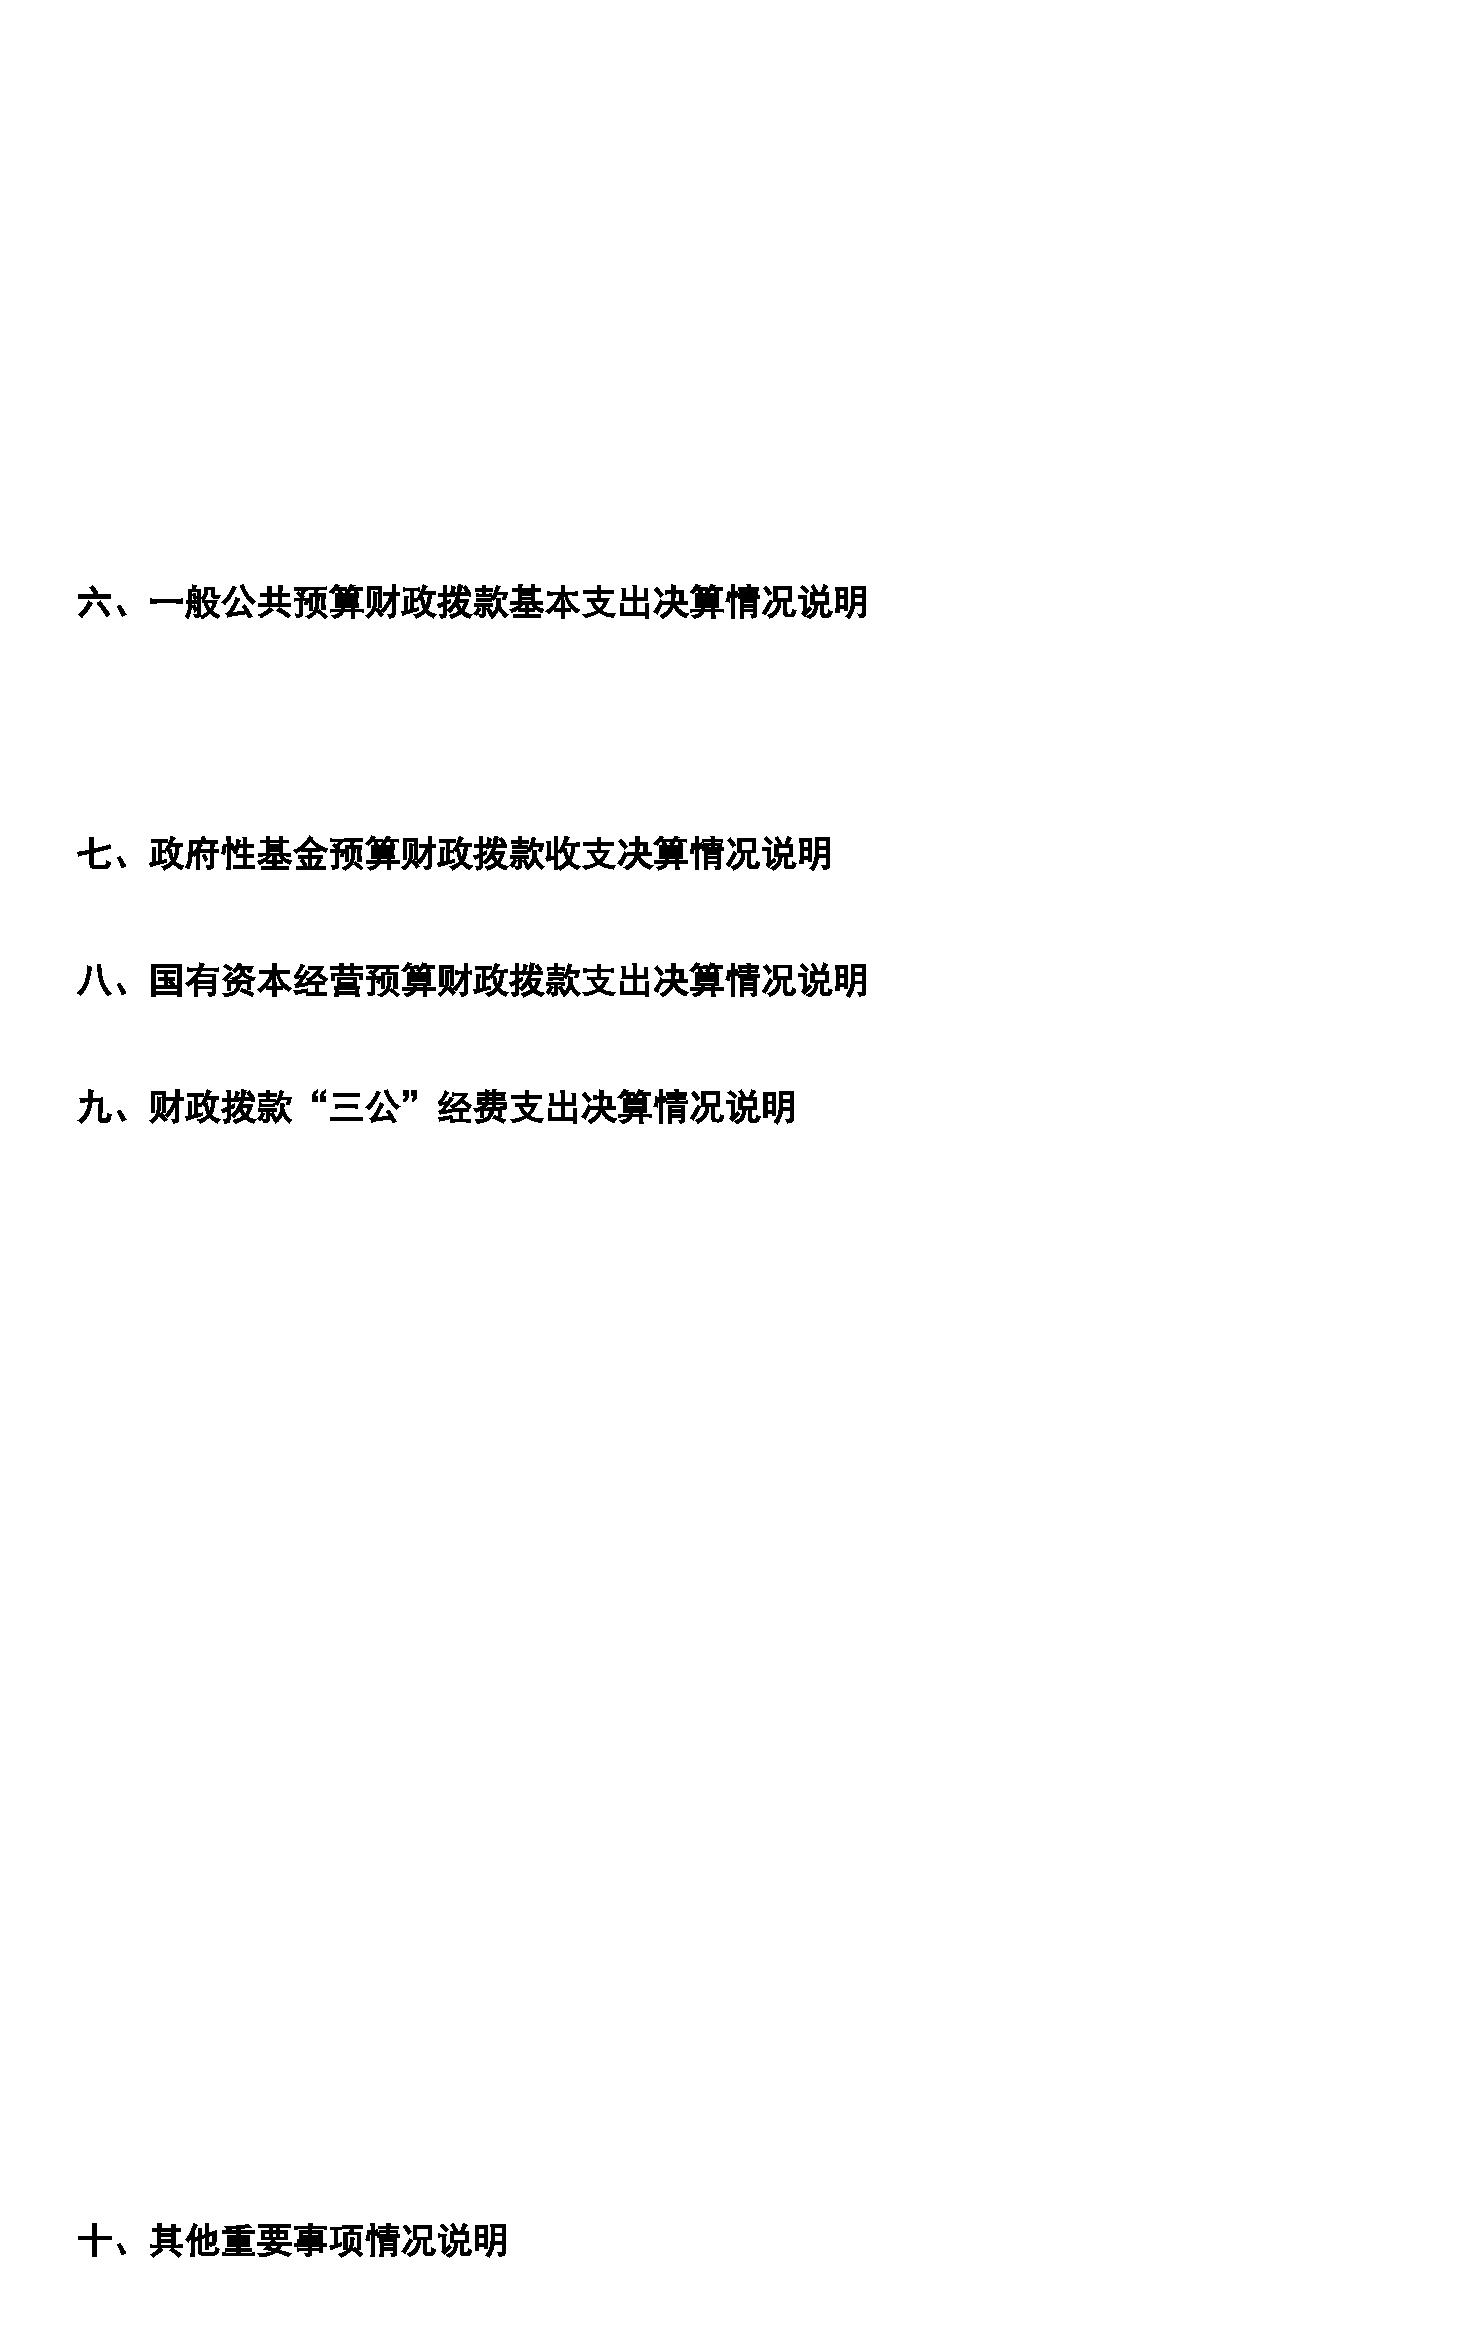 六、一般公共预算财政拨款基本支出决算情况说明
七、政府性基金预算财政拨款收支决算情况说明
八、国有资本经营预算财政拨款支出决算情况说明
九、财政拨款“三公”经费支出决算情况说明
十、其他重要事项情况说明